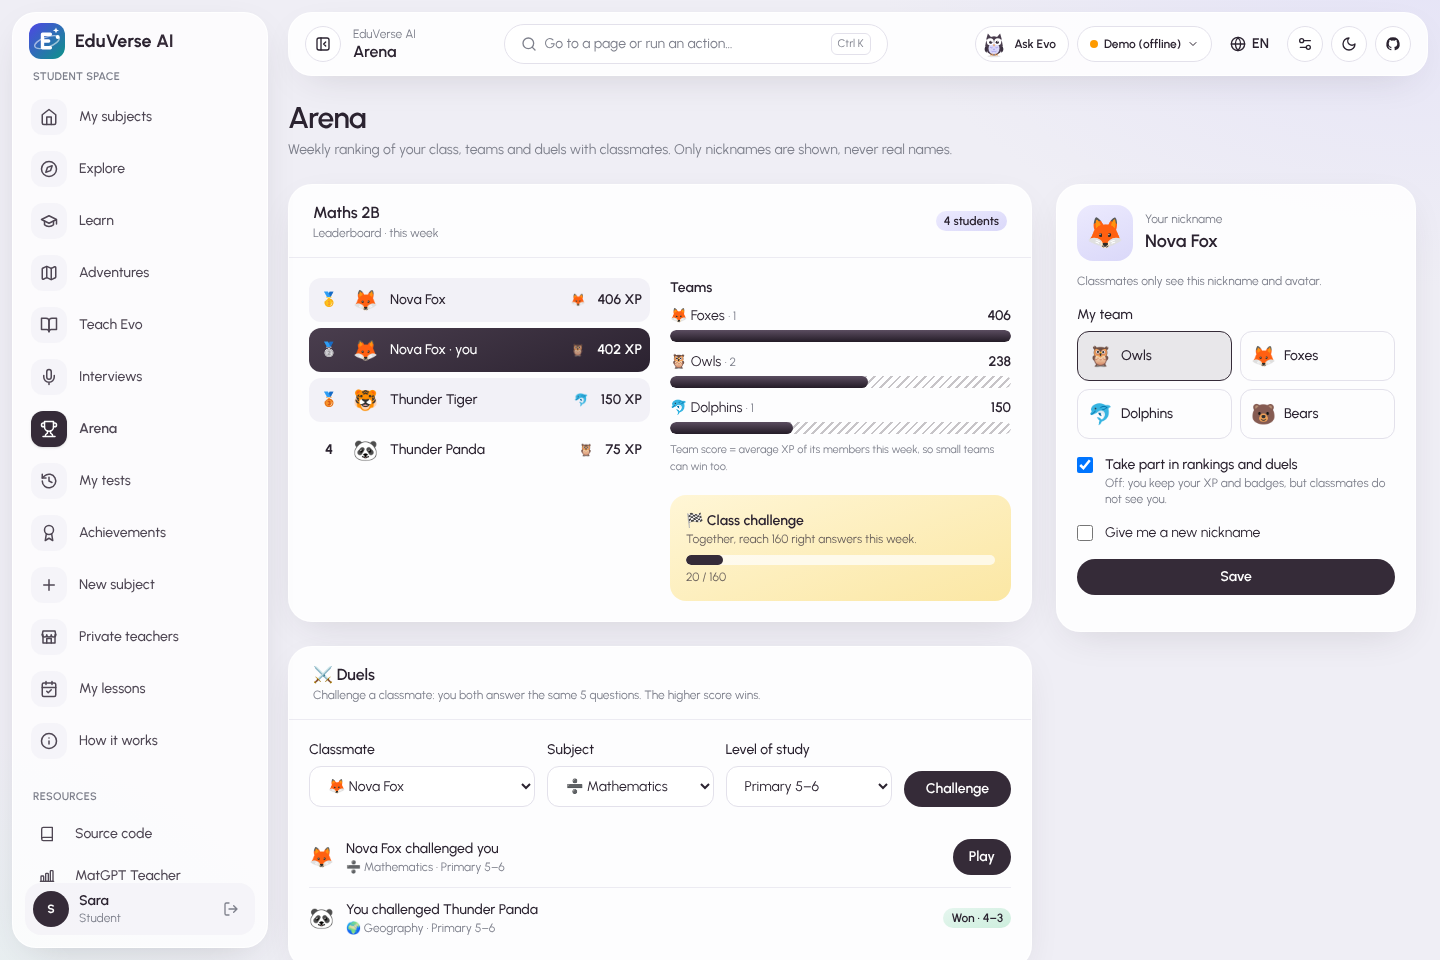 EduVerse AI
STUDENT SPACE
My subjects
Explore
Learn
Adventures
Teach Evo
Interviews
Arena
My tests
Achievements
New subject
Private teachers
My lessons
How it works
RESOURCES
Source code
MatGPT Teacher
S
Sara
Student
EduVerse AI
Arena
Go to a page or run an action...
Ctrl K
Ask Evo
Demo (offline)
EN
Arena
Weekly ranking of your class, teams and duels with classmates. Only nicknames are shown, never real names.
Maths 2B
Leaderboard · this week
4 students
Nova Fox 406 XP
Nova Fox · you 402 XP
Thunder Tiger 150 XP
4 Thunder Panda 75 XP
Teams
Foxes · 1 406
Owls · 2 238
Dolphins · 1 150
Team score = average XP of its members this week, so small teams
can win too.
Class challenge
Together, reach 160 right answers this week.
20 / 160
Your nickname
Nova Fox
Classmates only see this nickname and avatar.
My team
Owls
Foxes
Dolphins
Bears
Take part in rankings and duels
Off: you keep your XP and badges, but classmates do
not see you.
Give me a new nickname
Save
Duels
Challenge a classmate: you both answer the same 5 questions. The higher score wins.
Classmate
Subject
Level of study
Nova Fox
Mathematics
Primary 5–6
Challenge
Nova Fox challenged you
Mathematics · Primary 5–6
Play
You challenged Thunder Panda
Geography · Primary 5–6
Won · 4–3